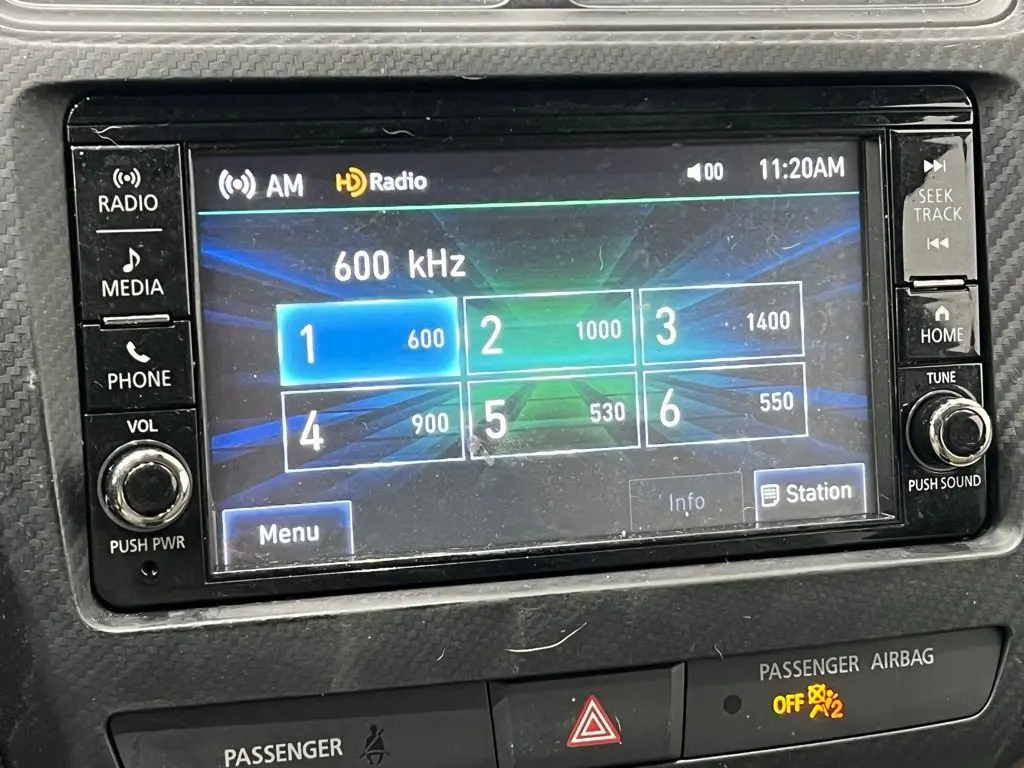 RADIO
MEDIA
PHONE
VOL
PUSH PWR
AM HD Radio 00 11:20AM
600 kHz
1 600 2 1000 3 1400
4 900 5 530 6 550
Menu Info Station
SEEK
TRACK
HOME
TUNE
PUSH SOUND
PASSENGER
PASSENGER AIRBAG
OFF 2